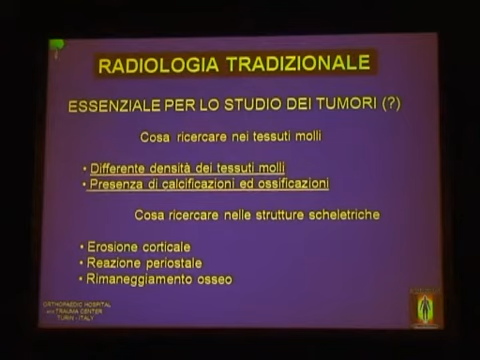 RADIOLOGIA TRADIZIONALE
ESSENZIALE PER LO STUDIO DEI TUMORI (?)
Cosa ricercare nei tessuti molli
• Differente densità dei tessuti molli
• Presenza di calcificazioni ed ossificazioni
Cosa ricercare nelle strutture scheletriche
• Erosione corticale
• Reazione periostale
• Rimaneggiamento osseo
ORTHOPAEDIC HOSPITAL
AND TRAUMA CENTER
TURIN - ITALY